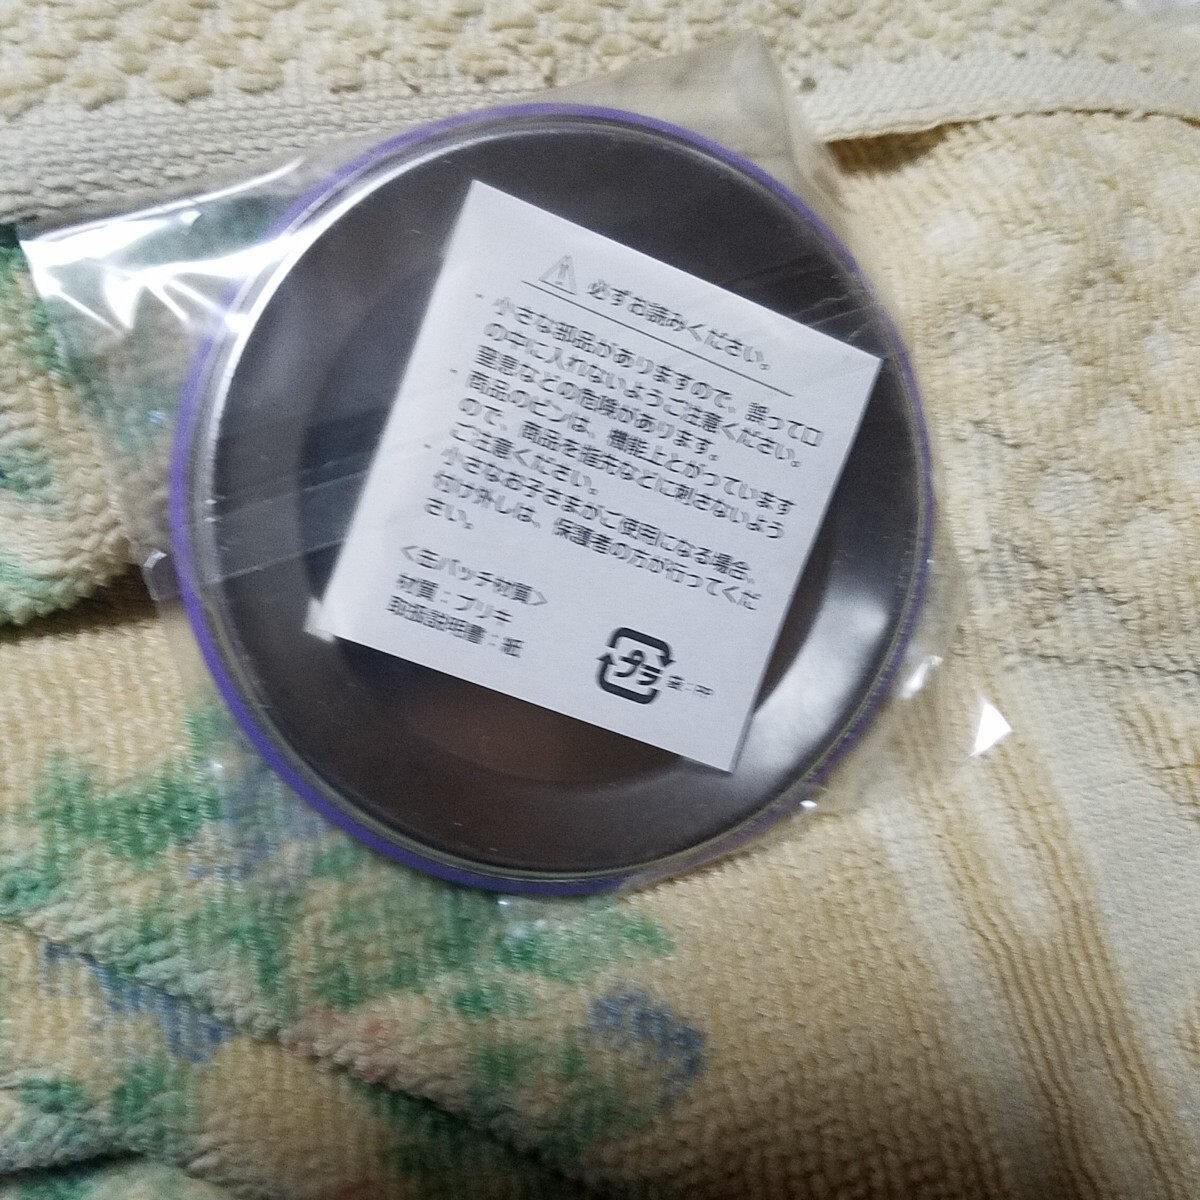 必ずお読みください。
・小さな部品がありますので、誤って口
の中に入れないようご注意ください。
窒息などの危険があります。
・商品のピンは、機能上とがっています
ので、商品を指先などに刺さないよう
ご注意ください。
・小さなお子さまがご使用になる場合、
付け外しは、保護者の方が行ってくだ
さい。
<缶バッチ材質>
材質：ブリキ
取扱説明書：紙
プラ 袋：PP